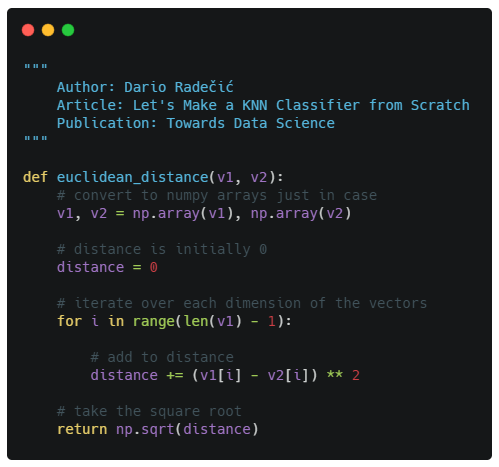 """
    Author: Dario Radečić
    Article: Let's Make a KNN Classifier from Scratch
    Publication: Towards Data Science
"""
def euclidean_distance(v1, v2):
    # convert to numpy arrays just in case
    v1, v2 = np.array(v1), np.array(v2)
    # distance is initially 0
    distance = 0
    # iterate over each dimension of the vectors
    for i in range(len(v1) - 1):
        # add to distance
        distance += (v1[i] - v2[i]) ** 2
    # take the square root
    return np.sqrt(distance)